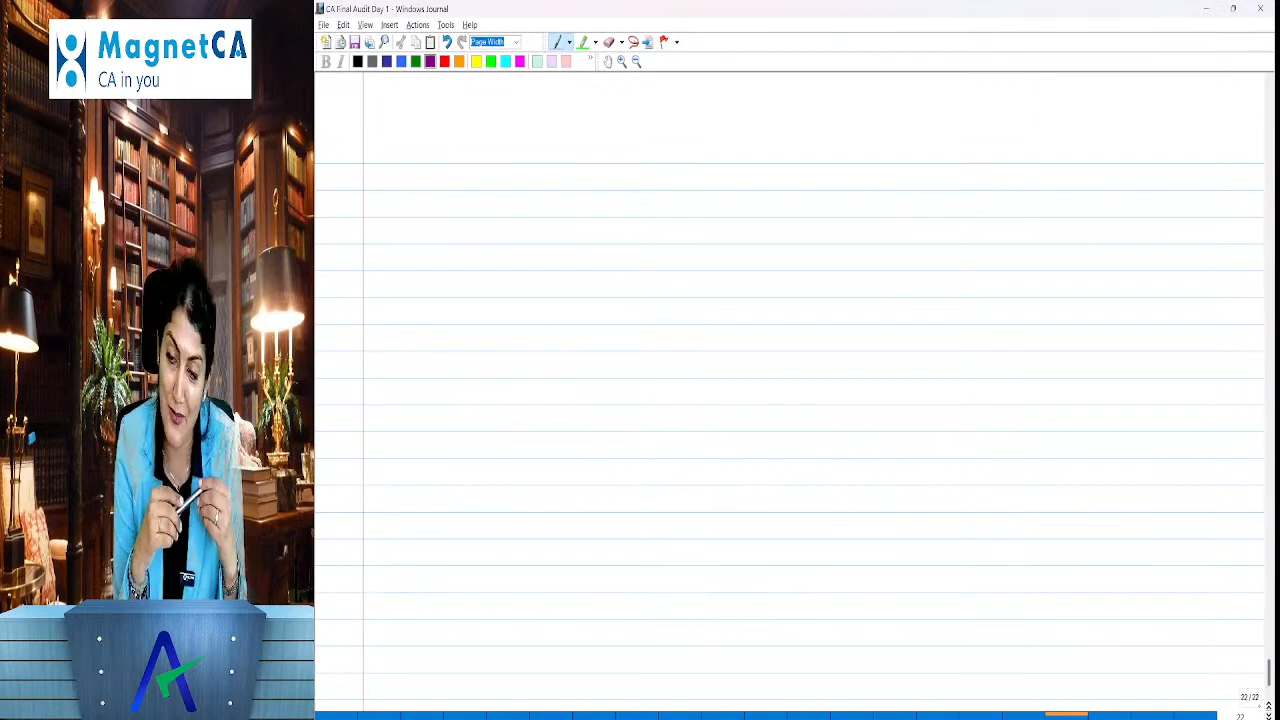 MagnetCA
CA in you
CA Final Audit Day 1 - Windows Journal
File Edit View Insert Actions Tools Help
Page Width
B I
22 / 22